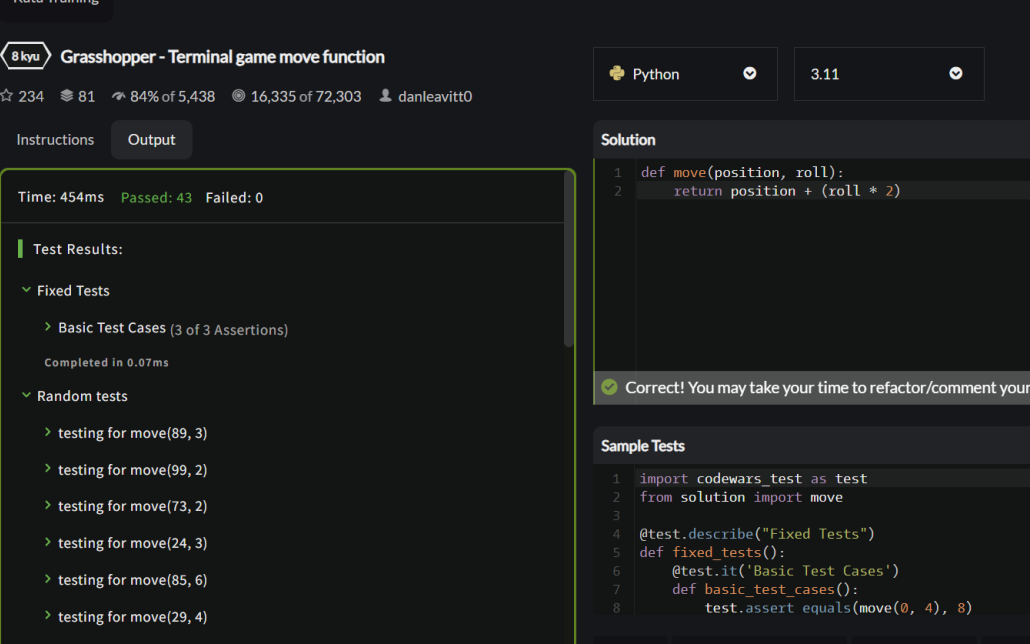 Kata Training
8 kyu Grasshopper - Terminal game move function
234 81 84% of 5,438 16,335 of 72,303 danleavitt0
Instructions Output
Time: 454ms Passed: 43 Failed: 0
Test Results:
Fixed Tests
Basic Test Cases (3 of 3 Assertions)
Completed in 0.07ms
Random tests
testing for move(89, 3)
testing for move(99, 2)
testing for move(73, 2)
testing for move(24, 3)
testing for move(85, 6)
testing for move(29, 4)
Python 3.11
Solution
1 def move(position, roll):
2 return position + (roll * 2)
Correct! You may take your time to refactor/comment your
Sample Tests
1 import codewars_test as test
2 from solution import move
3
4 @test.describe("Fixed Tests")
5 def fixed_tests():
6 @test.it('Basic Test Cases')
7 def basic_test_cases():
8 test.assert_equals(move(0, 4), 8)